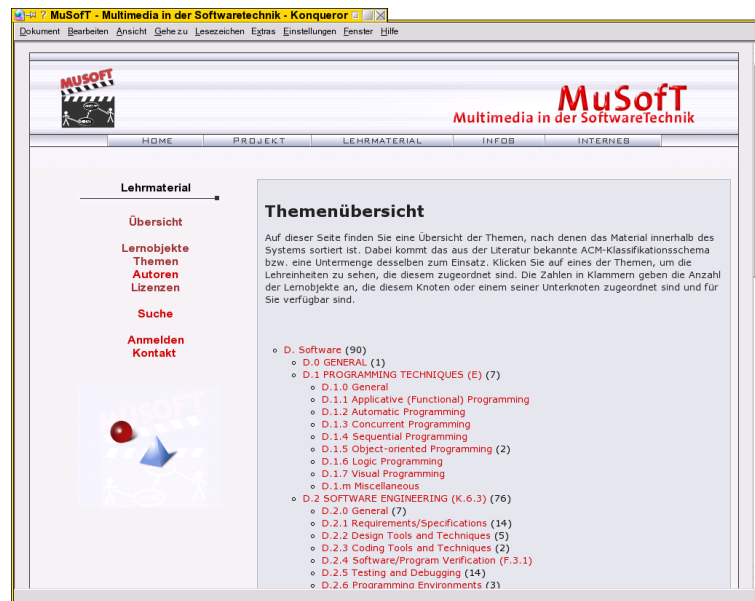 MuSofT - Multimedia in der Softwaretechnik - Konqueror
Dokument Bearbeiten Ansicht Gehe zu Lesezeichen Extras Einstellungen Fenster Hilfe
MUSOFT
MuSofT
Multimedia in der SoftwareTechnik
HOME PROJEKT LEHRMATERIAL INFOS INTERNES
Lehrmaterial
Übersicht
Lernobjekte
Themen
Autoren
Lizenzen
Suche
Anmelden
Kontakt
MUSOFT
Themenübersicht
Auf dieser Seite finden Sie eine Übersicht der Themen, nach denen das Material innerhalb des
Systems sortiert ist. Dabei kommt das aus der Literatur bekannte ACM-Klassifikationsschema
bzw. eine Untermenge desselben zum Einsatz. Klicken Sie auf eines der Themen, um die
Lehreinheiten zu sehen, die diesem zugeordnet sind. Die Zahlen in Klammern geben die Anzahl
der Lernobjekte an, die diesem Knoten oder einem seiner Unterknoten zugeordnet sind und für
Sie verfügbar sind.
D. Software (90)
D.0 GENERAL (1)
D.1 PROGRAMMING TECHNIQUES (E) (7)
D.1.0 General
D.1.1 Applicative (Functional) Programming
D.1.2 Automatic Programming
D.1.3 Concurrent Programming
D.1.4 Sequential Programming
D.1.5 Object-oriented Programming (2)
D.1.6 Logic Programming
D.1.7 Visual Programming
D.1.m Miscellaneous
D.2 SOFTWARE ENGINEERING (K.6.3) (76)
D.2.0 General (7)
D.2.1 Requirements/Specifications (14)
D.2.2 Design Tools and Techniques (5)
D.2.3 Coding Tools and Techniques (2)
D.2.4 Software/Program Verification (F.3.1)
D.2.5 Testing and Debugging (14)
D.2.6 Programming Environments (3)